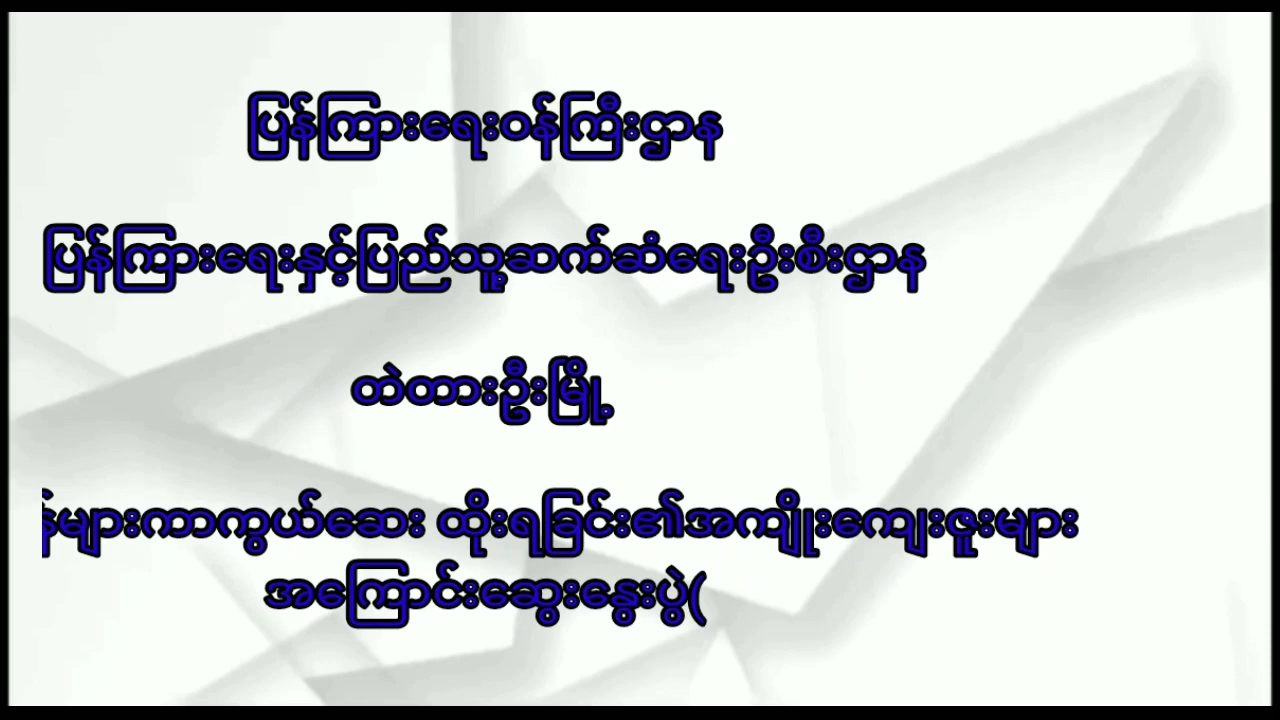 ပြန်ကြားရေးဝန်ကြီးဌာန
ပြန်ကြားရေးနှင့်ပြည်သူ့ဆက်ဆံရေးဦးစီးဌာန
တဲတားဦးမြို့
များကာကွယ်ဆေး ထိုးရခြင်း၏အကျိုးကျေးဇူးများ
အကြောင်းဆွေးနွေးပွဲ(